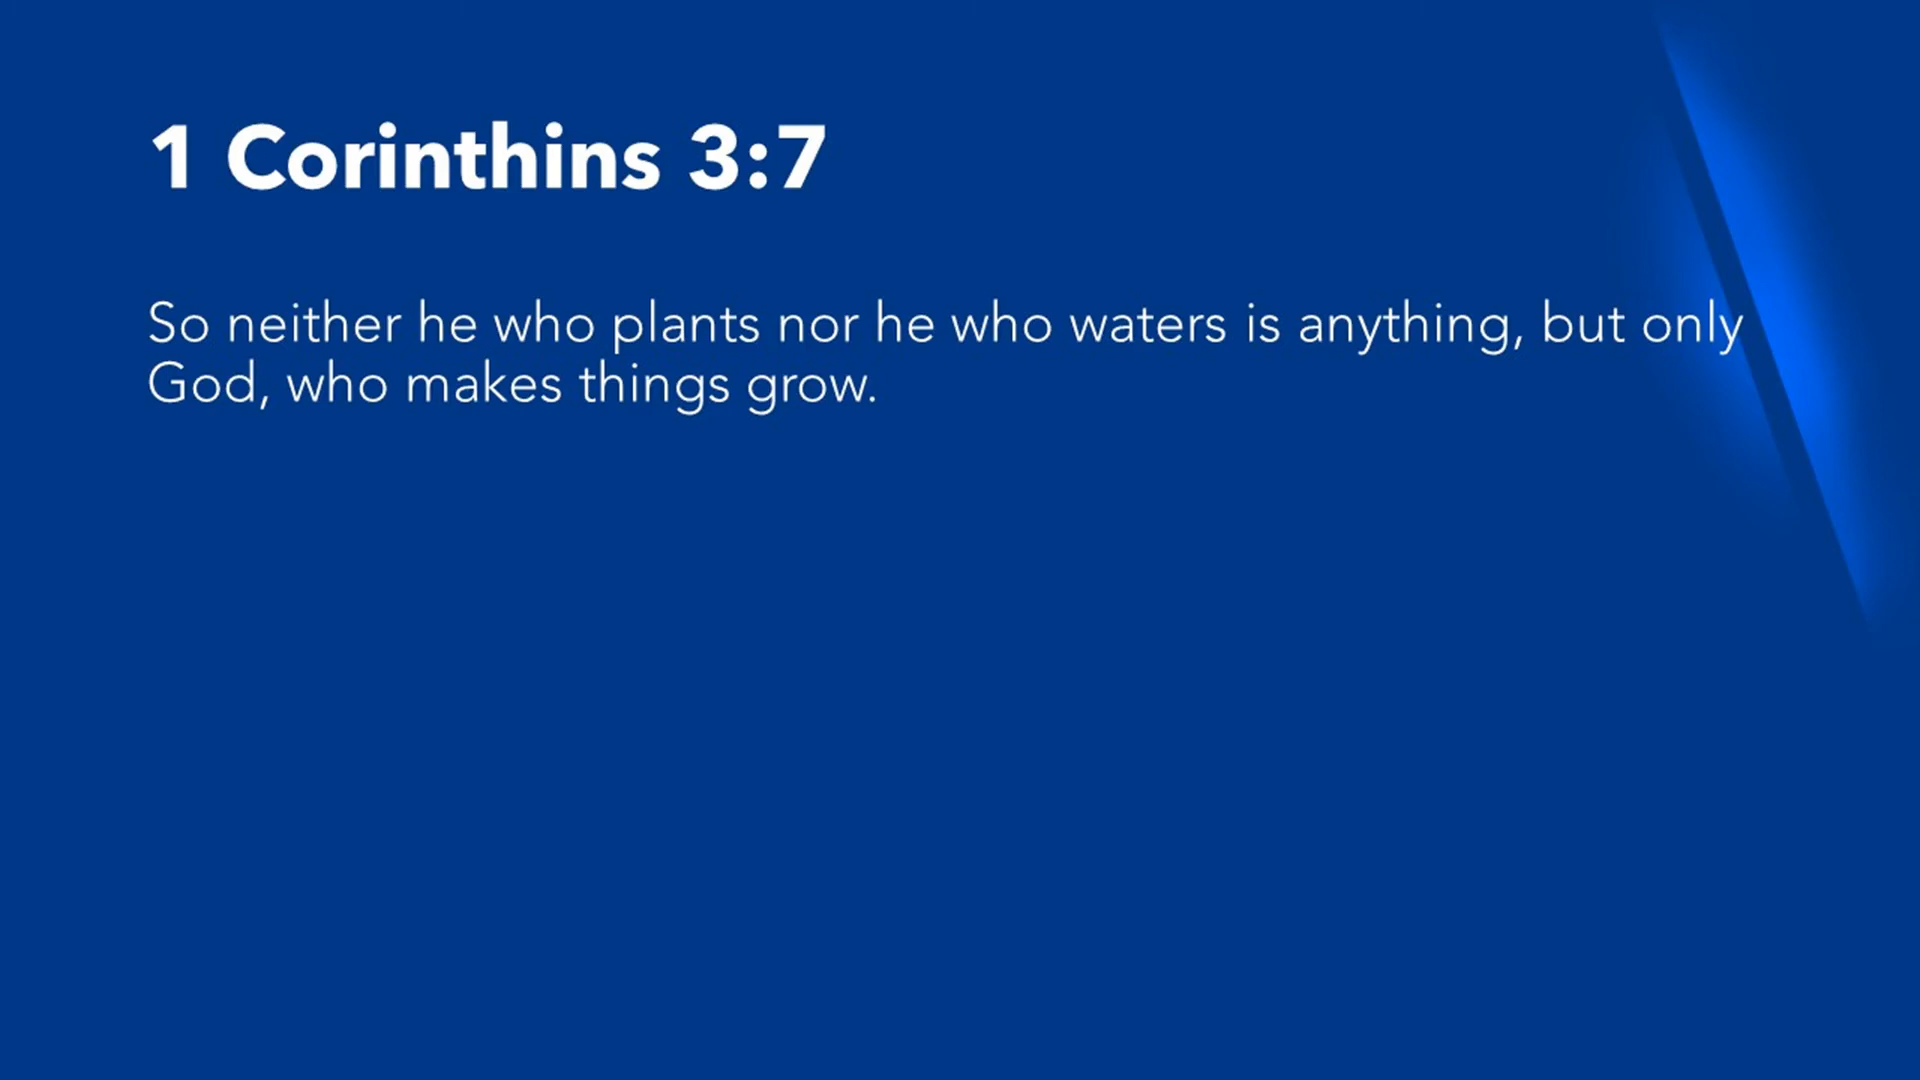 1 Corinthins 3:7
So neither he who plants nor he who waters is anything, but only
God, who makes things grow.